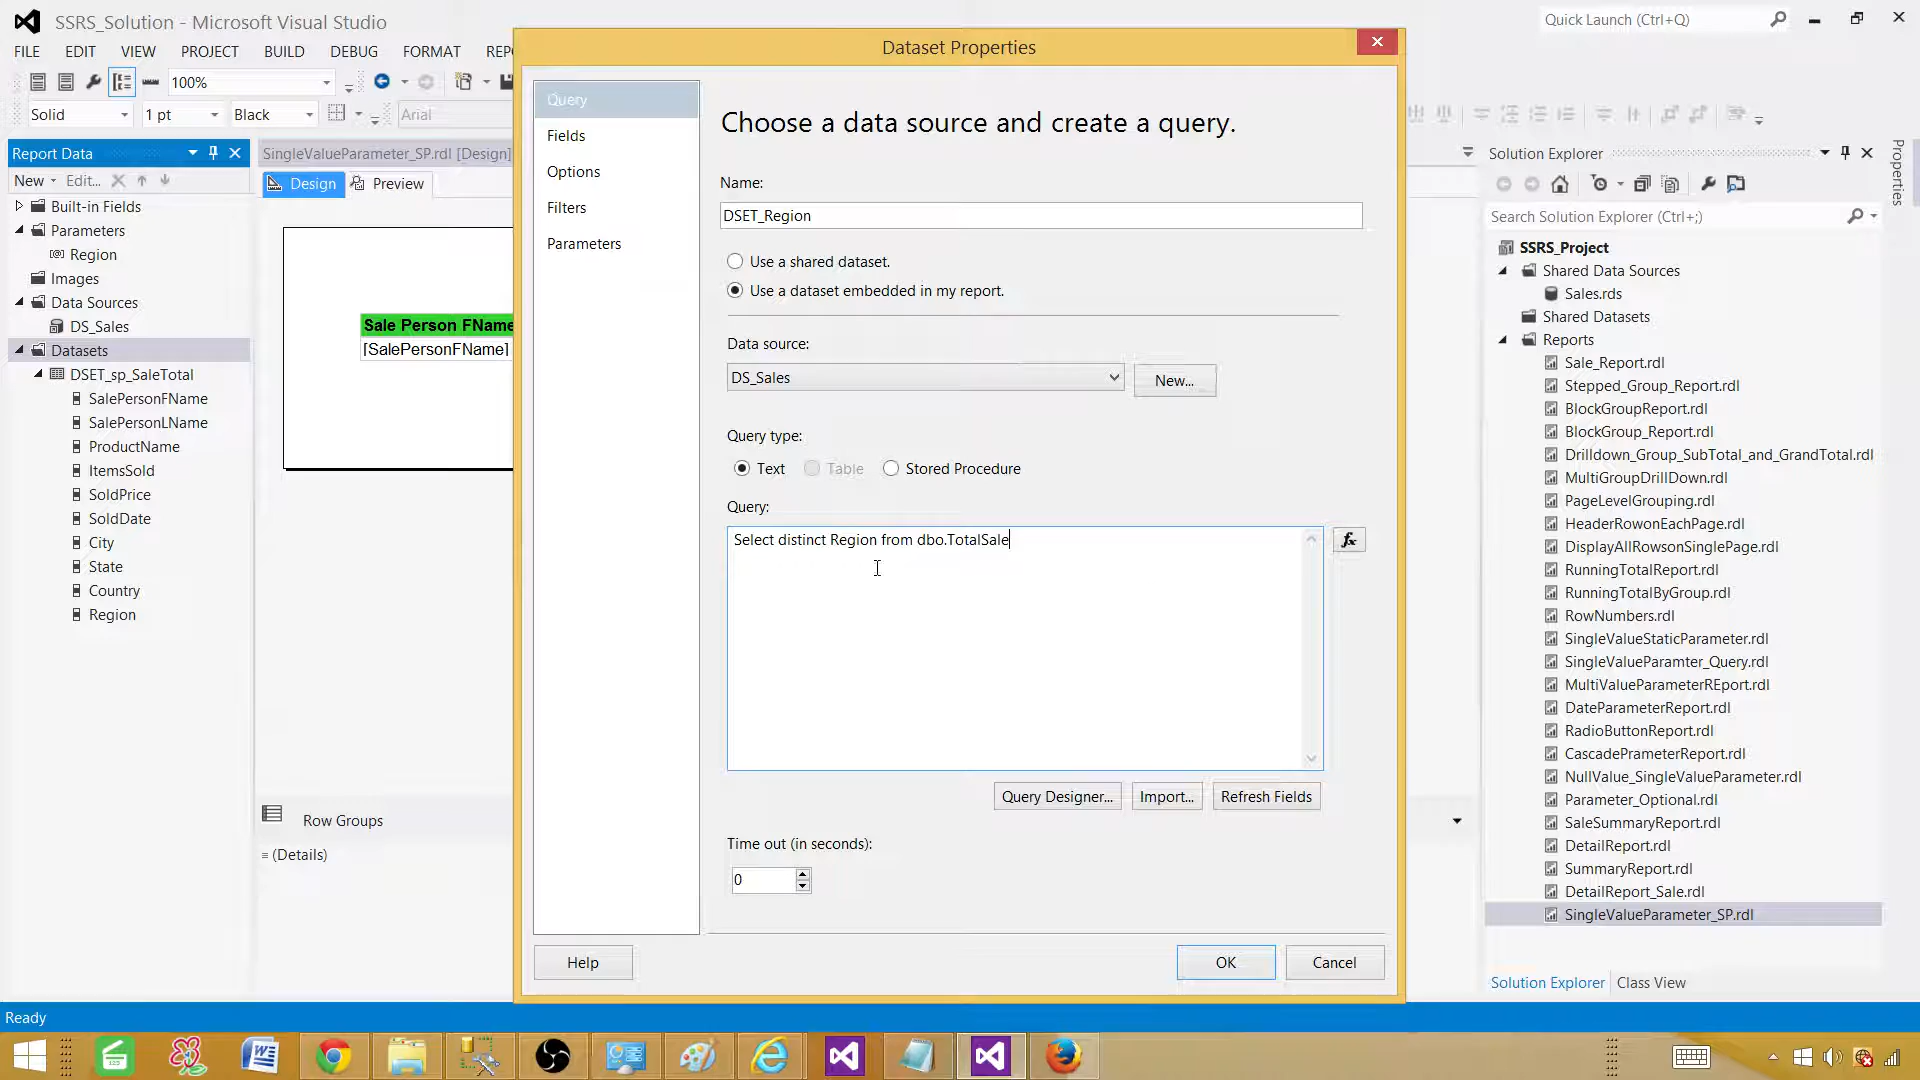 SSRS_Solution - Microsoft Visual Studio
Quick Launch (Ctrl+Q)
FILE EDIT VIEW PROJECT BUILD DEBUG FORMAT REP
100%
Solid 1 pt Black Arial
Report Data
New Edit...
Built-in Fields
Parameters
Region
Images
Data Sources
DS_Sales
Datasets
DSET_sp_SaleTotal
SalePersonFName
SalePersonLName
ProductName
ItemsSold
SoldPrice
SoldDate
City
State
Country
Region
SingleValueParameter_SP.rdl [Design]
Design Preview
Sale Person FName
[SalePersonFName]
Row Groups
(Details)
Dataset Properties
Query
Fields
Options
Filters
Parameters
Choose a data source and create a query.
Name:
DSET_Region
Use a shared dataset.
Use a dataset embedded in my report.
Data source:
DS_Sales
New...
Query type:
Text Table Stored Procedure
Query:
Select distinct Region from dbo.TotalSale
fx
Query Designer... Import... Refresh Fields
Time out (in seconds):
0
Help OK Cancel
Solution Explorer
Search Solution Explorer (Ctrl+;)
SSRS_Project
Shared Data Sources
Sales.rds
Shared Datasets
Reports
Sale_Report.rdl
Stepped_Group_Report.rdl
BlockGroupReport.rdl
BlockGroup_Report.rdl
Drilldown_Group_SubTotal_and_GrandTotal.rdl
MultiGroupDrillDown.rdl
PageLevelGrouping.rdl
HeaderRowonEachPage.rdl
DisplayAllRowsonSinglePage.rdl
RunningTotalReport.rdl
RunningTotalByGroup.rdl
RowNumbers.rdl
SingleValueStaticParameter.rdl
SingleValueParamter_Query.rdl
MultiValueParameterREport.rdl
DateParameterReport.rdl
RadioButtonReport.rdl
CascadePrameterReport.rdl
NullValue_SingleValueParameter.rdl
Parameter_Optional.rdl
SaleSummaryReport.rdl
DetailReport.rdl
SummaryReport.rdl
DetailReport_Sale.rdl
SingleValueParameter_SP.rdl
Solution Explorer Class View
Properties
Ready